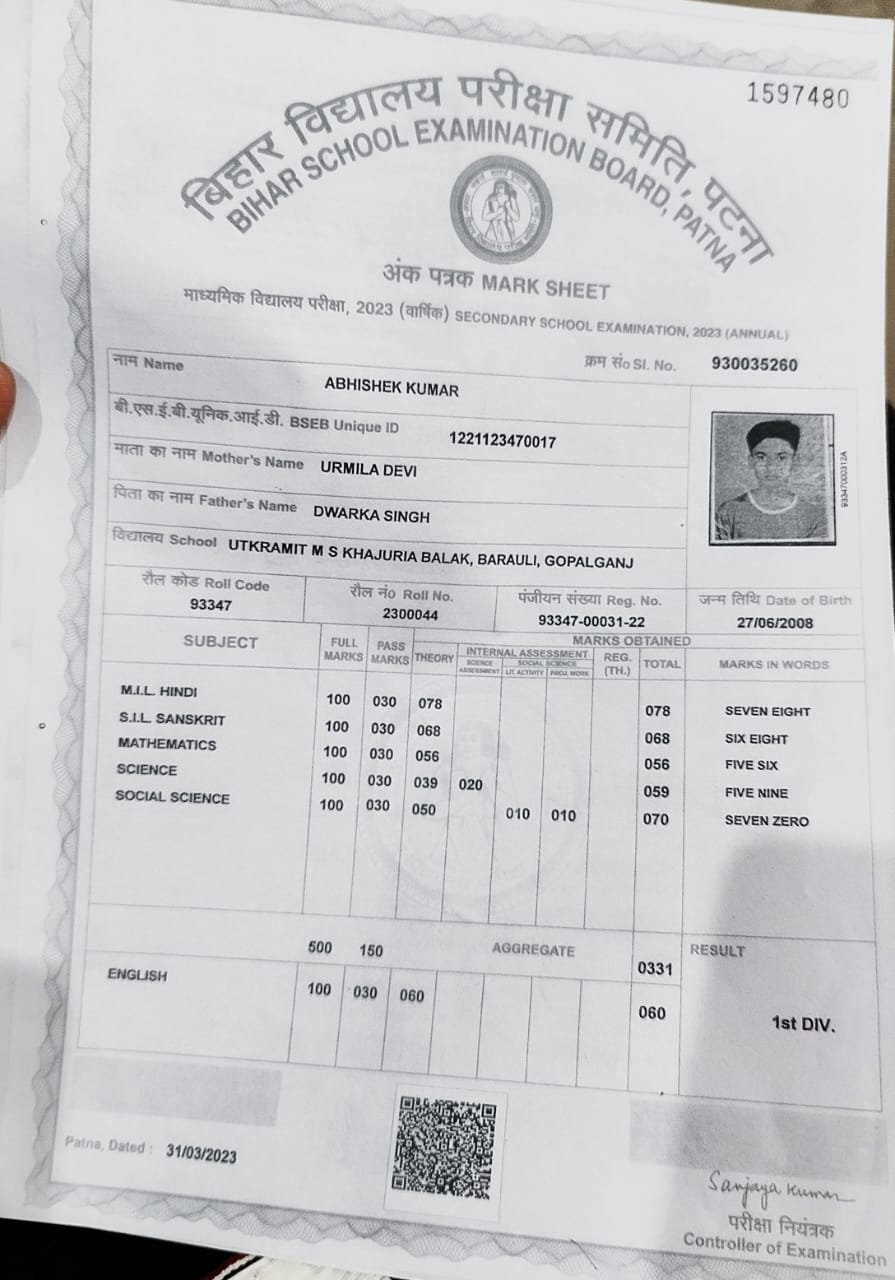 1597480
बिहार विद्यालय परीक्षा समिति, पटना
BIHAR SCHOOL EXAMINATION BOARD, PATNA
अंक पत्रक MARK SHEET
माध्यमिक विद्यालय परीक्षा, 2023 (वार्षिक) SECONDARY SCHOOL EXAMINATION, 2023 (ANNUAL)
क्रम सं० Sl. No. 930035260
नाम Name ABHISHEK KUMAR
बी.एस.ई.बी.यूनिक.आई.डी. BSEB Unique ID 1221123470017
माता का नाम Mother's Name URMILA DEVI
पिता का नाम Father's Name DWARKA SINGH
विद्यालय School UTKRAMIT M S KHAJURIA BALAK, BARAULI, GOPALGANJ
933470000312A
रौल कोड Roll Code रौल नं० Roll No. पंजीयन संख्या Reg. No. जन्म तिथि Date of Birth
93347 2300044 93347-00031-22 27/06/2008
SUBJECT FULL MARKS PASS MARKS MARKS OBTAINED
THEORY INTERNAL ASSESSMENT REG. (TH.) TOTAL MARKS IN WORDS
SCIENCE ASSESSMENT SOCIAL SCIENCE
LIT. ACTIVITY PROJ. WORK
M.I.L. HINDI 100 030 078 078 SEVEN EIGHT
S.I.L. SANSKRIT 100 030 068 068 SIX EIGHT
MATHEMATICS 100 030 056 056 FIVE SIX
SCIENCE 100 030 039 020 059 FIVE NINE
SOCIAL SCIENCE 100 030 050 010 010 070 SEVEN ZERO
500 150 AGGREGATE 0331 RESULT
ENGLISH 100 030 060 060 1st DIV.
Patna, Dated : 31/03/2023
Sanjaya Kumar
परीक्षा नियंत्रक
Controller of Examination